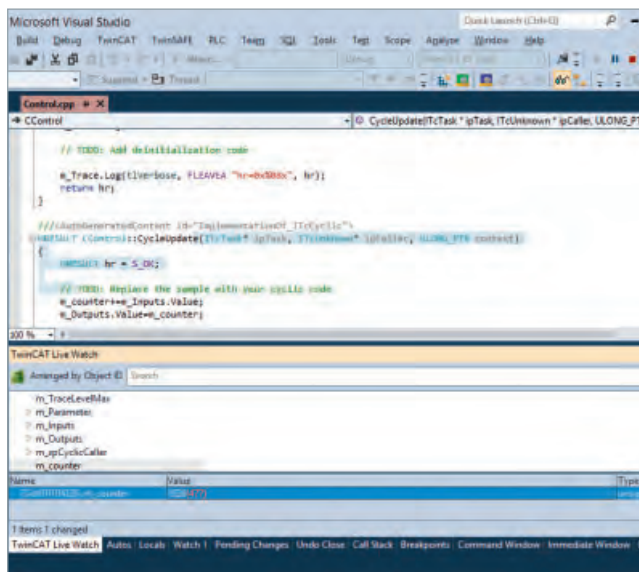 Microsoft Visual Studio
Quick Launch (Ctrl+Q)
Build Debug TwinCAT TwinSAFE PLC Team SQL Tools Test Scope Analyze Window Help
Thread
Control.cpp
CControl
CycleUpdate(ITcTask * ipTask, ITcUnknown * ipCaller, ULONG_PT
// TODO: Add deinitialization code
m_Trace.Log(tlVerbose, FLEAVEA "hr=0x%08x", hr);
return hr;
}
///<AutoGeneratedContent id="ImplementationOf_ITcCyclic">
HRESULT CControl::CycleUpdate(ITcTask* ipTask, ITcUnknown* ipCaller, ULONG_PTR context)
{
HRESULT hr = S_OK;
// TODO: Replace the sample with your cyclic code
m_counter+=m_Inputs.Value;
m_Outputs.Value=m_counter;
100 %
TwinCAT Live Watch
Arranged by Object ID Search
m_TraceLevelMax
m_Parameter
m_Inputs
m_Outputs
m_spCyclicCaller
m_counter
Name Value Type
1 Items 1 changed
TwinCAT Live Watch Autos Locals Watch 1 Pending Changes Undo Close Call Stack Breakpoints Command Window Immediate Window